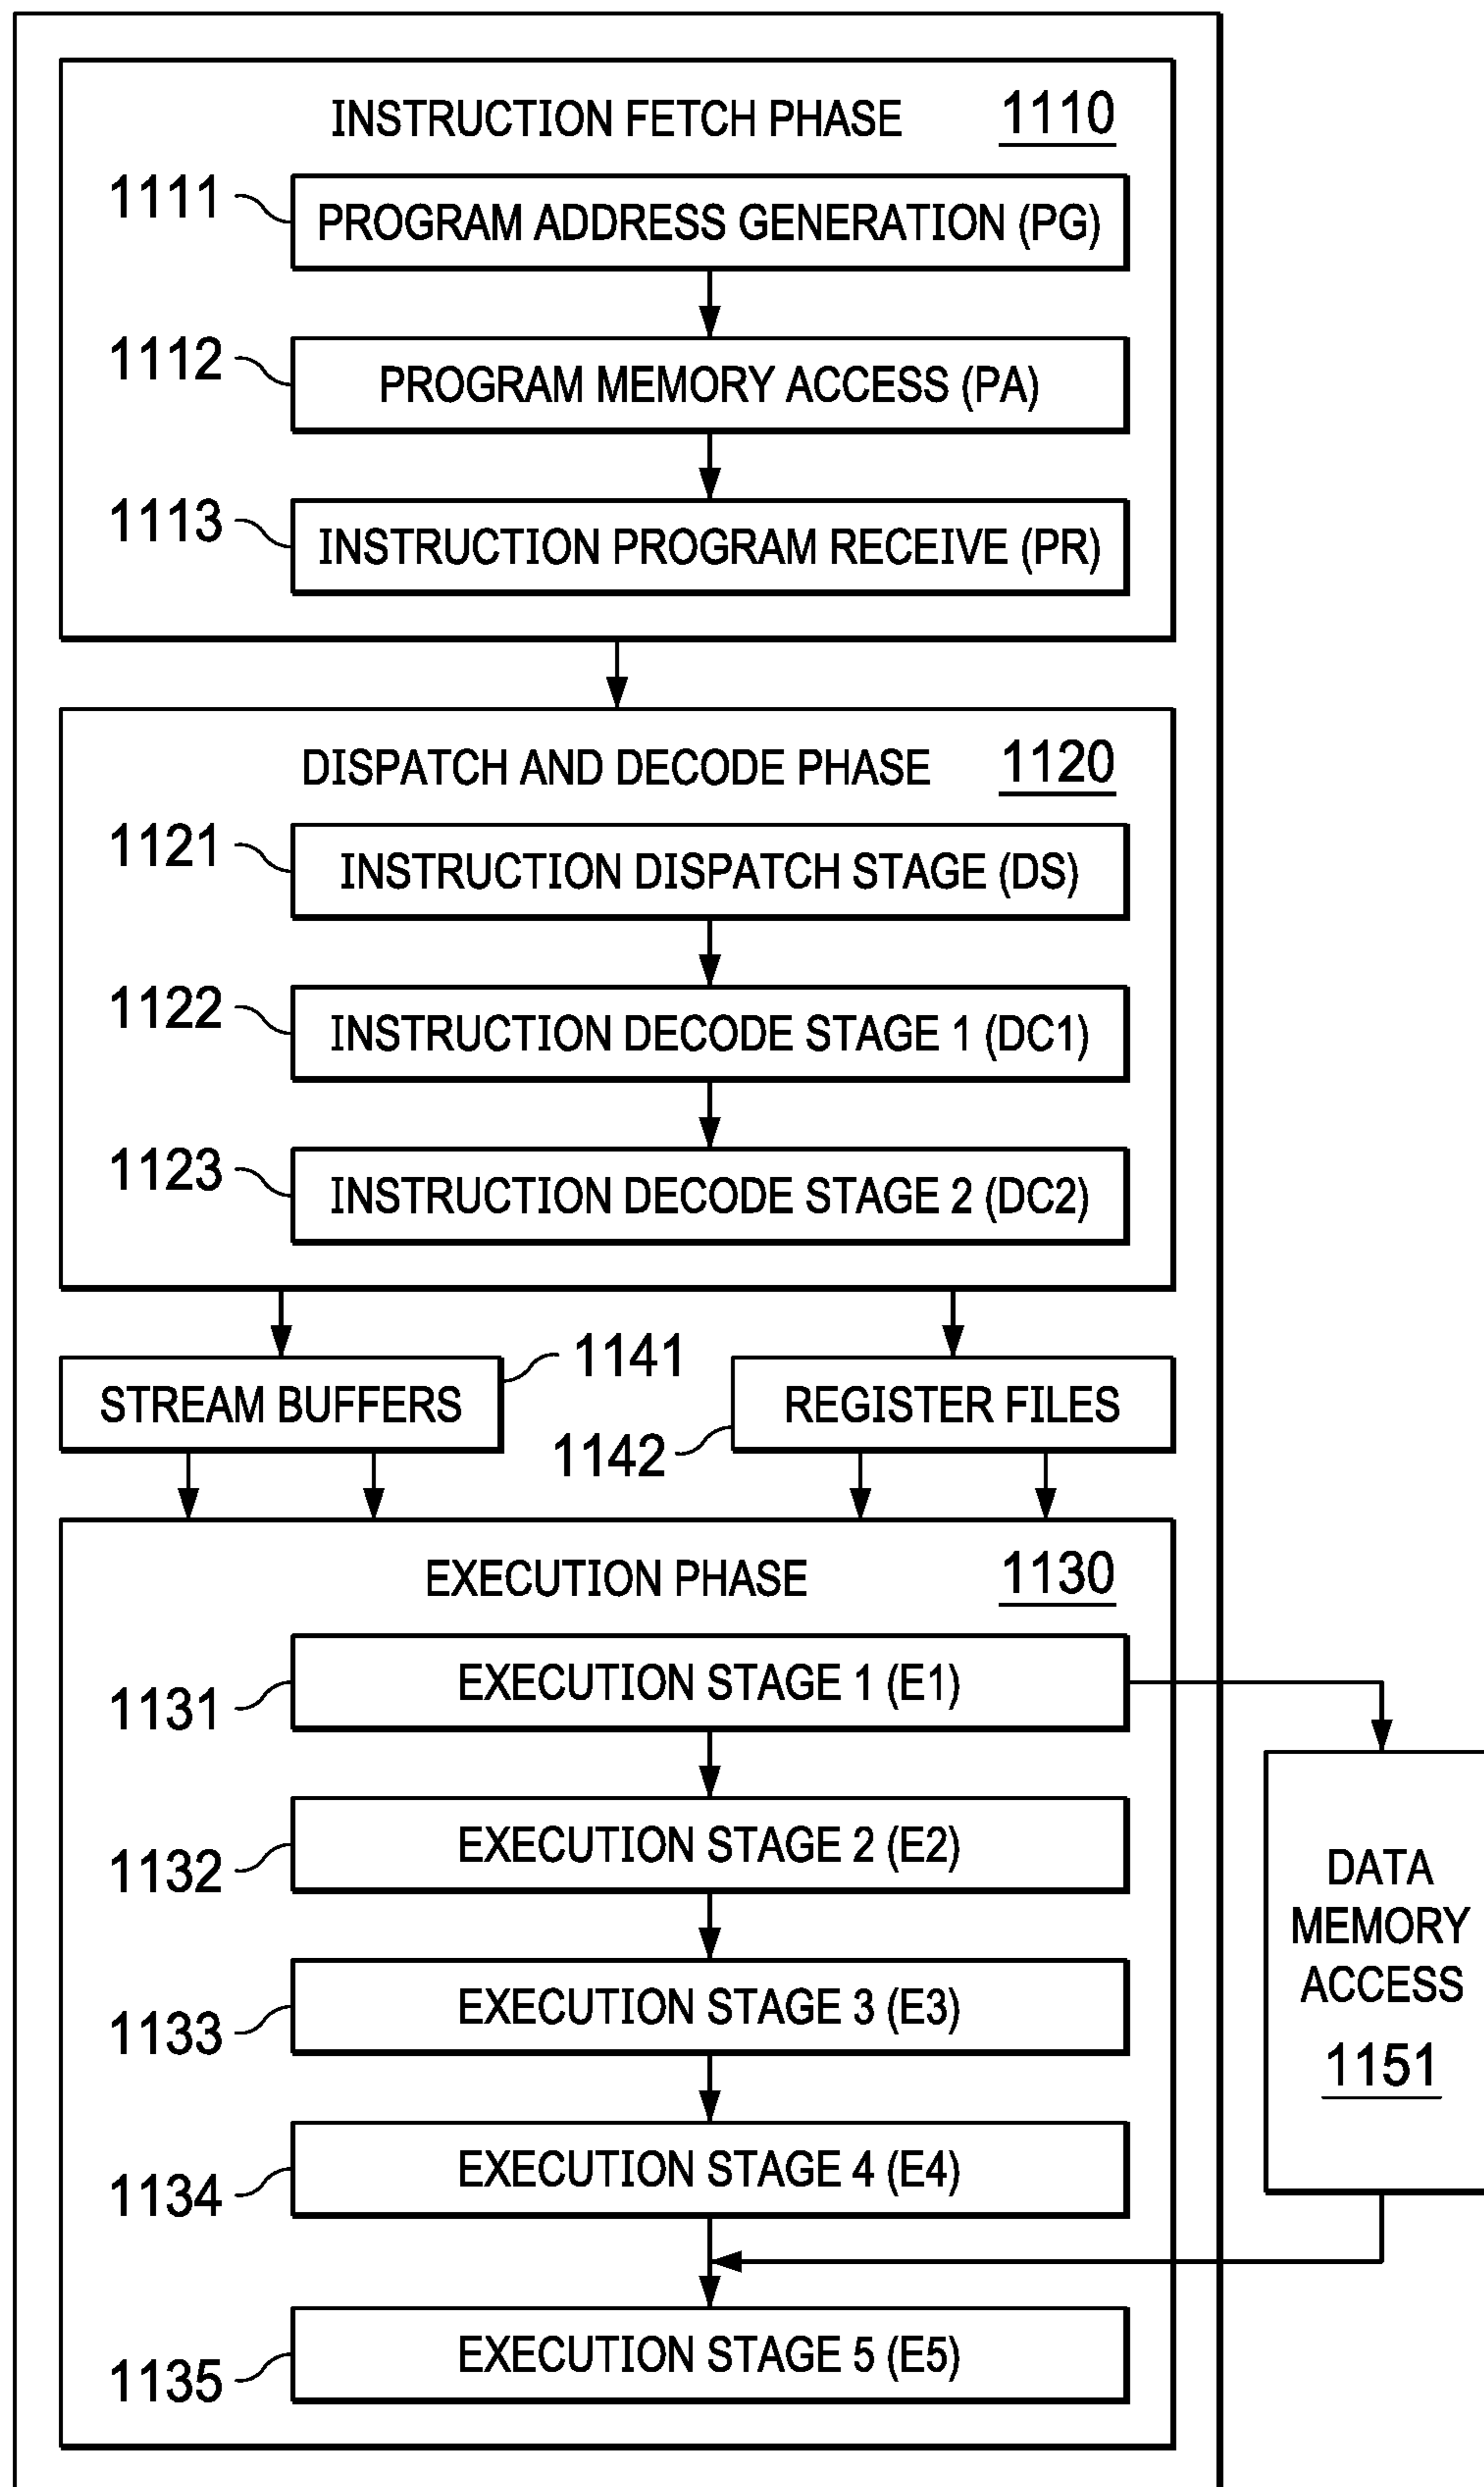 INSTRUCTION FETCH PHASE 1110
1111 PROGRAM ADDRESS GENERATION (PG)
1112 PROGRAM MEMORY ACCESS (PA)
1113 INSTRUCTION PROGRAM RECEIVE (PR)
DISPATCH AND DECODE PHASE 1120
1121 INSTRUCTION DISPATCH STAGE (DS)
1122 INSTRUCTION DECODE STAGE 1 (DC1)
1123 INSTRUCTION DECODE STAGE 2 (DC2)
STREAM BUFFERS 1141
1142 REGISTER FILES
EXECUTION PHASE 1130
1131 EXECUTION STAGE 1 (E1)
1132 EXECUTION STAGE 2 (E2)
1133 EXECUTION STAGE 3 (E3)
1134 EXECUTION STAGE 4 (E4)
1135 EXECUTION STAGE 5 (E5)
DATA
MEMORY
ACCESS
1151